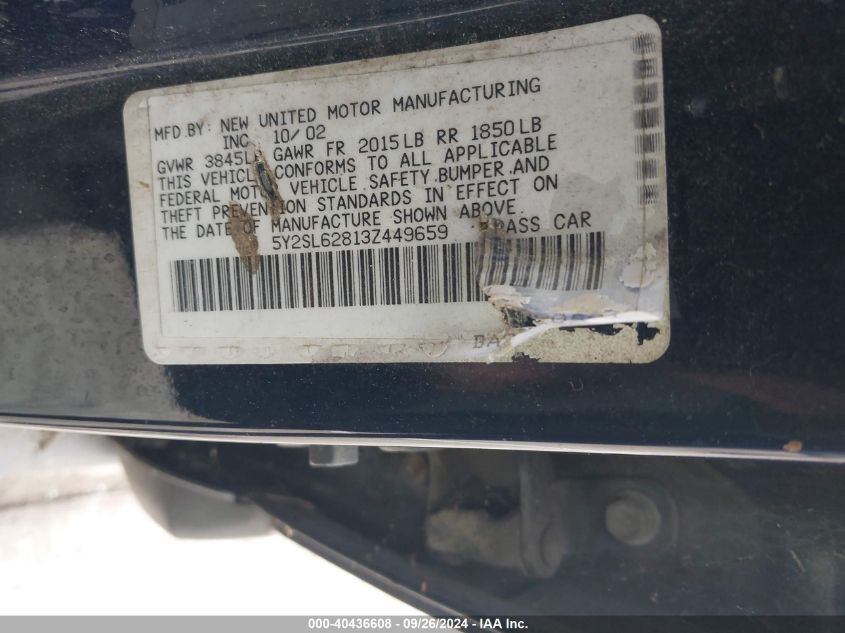 MFD.BY: NEW UNITED MOTOR MANUFACTURING
INC 10/02
GVWR 3845LB GAWR FR 2015LB RR 1850LB
THIS VEHICLE CONFORMS TO ALL APPLICABLE
FEDERAL MOTOR VEHICLE SAFETY,BUMPER,AND
THEFT PREVENTION STANDARDS IN EFFECT ON
THE DATE OF MANUFACTURE SHOWN ABOVE.
5Y2SL62813Z449659 PASS CAR
BA
000-40436608 - 09/26/2024 - IAA Inc.